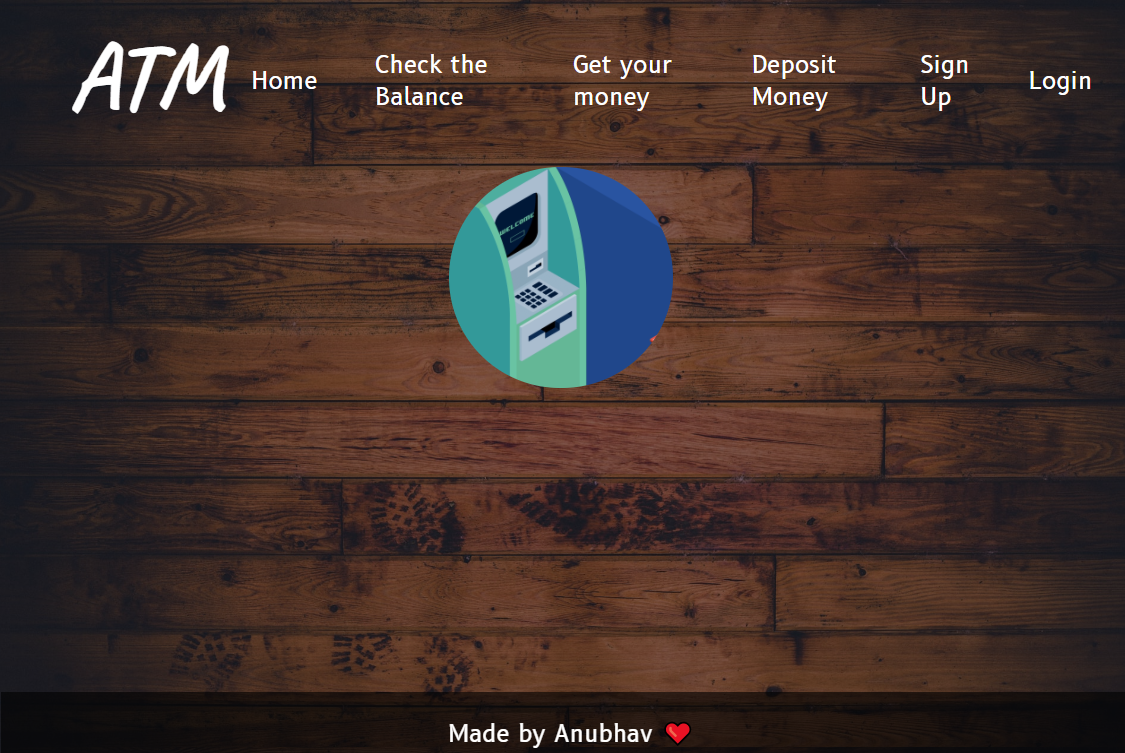 ATM
Home
Check the
Balance
Get your
money
Deposit
Money
Sign
Up
Login
WELCOME
Made by Anubhav ❤️